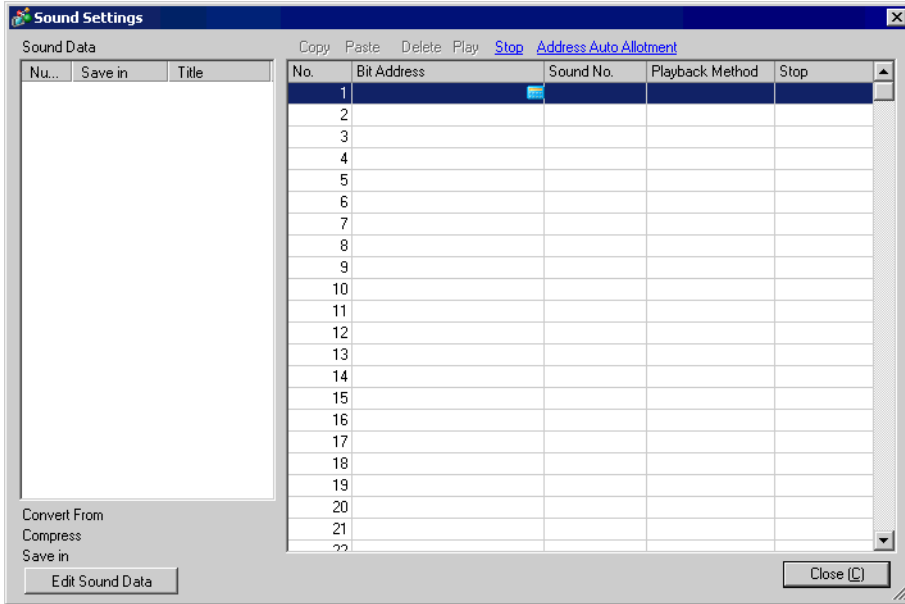 Sound Settings
Sound Data
Copy Paste Delete Play Stop Address Auto Allotment
Nu... Save in Title
No. Bit Address Sound No. Playback Method Stop
1
2
3
4
5
6
7
8
9
10
11
12
13
14
15
16
17
18
19
20
21
22
Convert From
Compress
Save in
Edit Sound Data
Close (C)